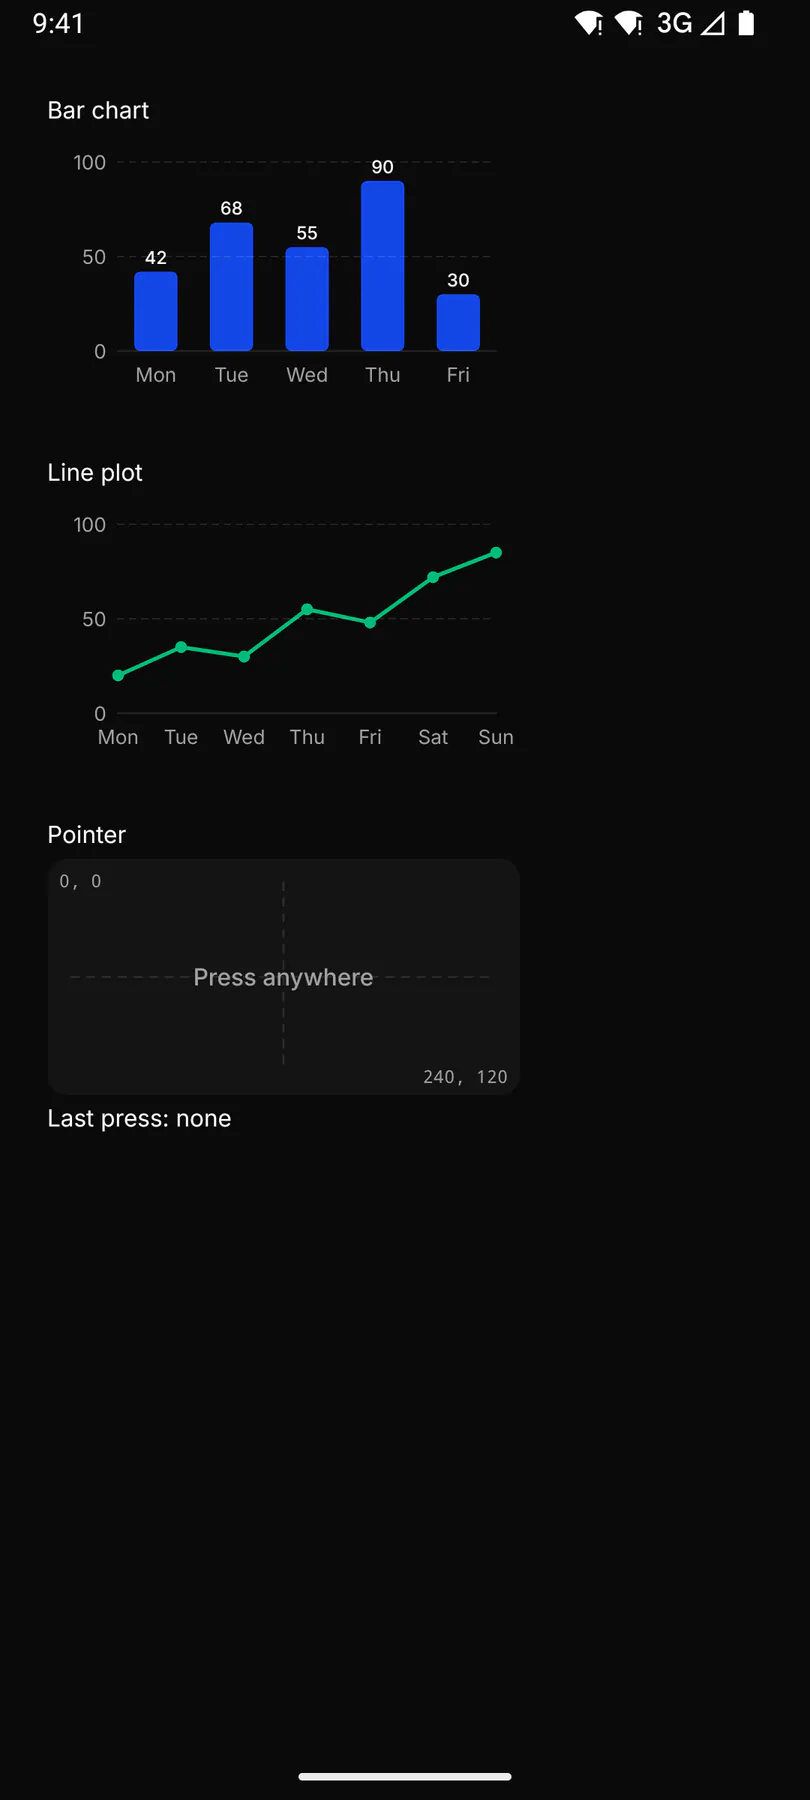 9:41 3G
Bar chart
100
90
68
55
50
42
30
0
Mon Tue Wed Thu Fri
Line plot
100
50
0
Mon Tue Wed Thu Fri Sat Sun
Pointer
0, 0
Press anywhere
240, 120
Last press: none